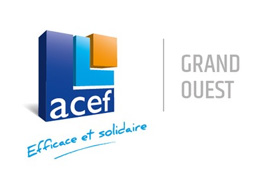 acef
Efficace et solidaire
GRAND
OUEST